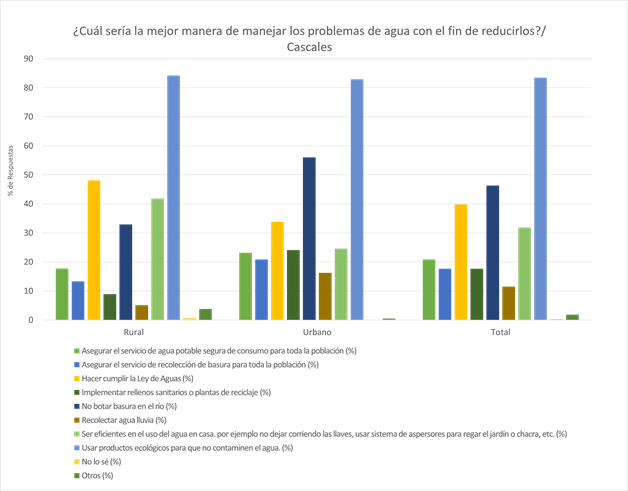 ¿Cuál sería la mejor manera de manejar los problemas de agua con el fin de reducirlos?/
Cascales
90
80
70
60
50
40
30
20
10
0
% de Respuestas
Rural
Urbano
Total
Asegurar el servicio de agua potable segura de consumo para toda la población (%)
Asegurar el servicio de recolección de basura para toda la población (%)
Hacer cumplir la Ley de Aguas (%)
Implementar rellenos sanitarios o plantas de reciclaje (%)
No botar basura en el río (%)
Recolectar agua lluvia (%)
Ser eficientes en el uso del agua en casa. por ejemplo no dejar corriendo las llaves, usar sistema de aspersores para regar el jardín o chacra, etc. (%)
Usar productos ecológicos para que no contaminen el agua. (%)
No lo sé (%)
Otros (%)